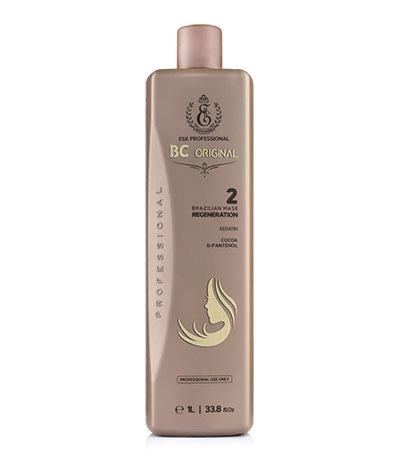 E
ESK PROFESSIONAL
BC ORIGINAL
PROFESSIONAL
2
BRAZILIAN MASK
REGENERATION
KERATIN
COCOA
D-PANTENOL
PROFESSIONAL USE ONLY
℮ 1L | 33.8 fl.Oz